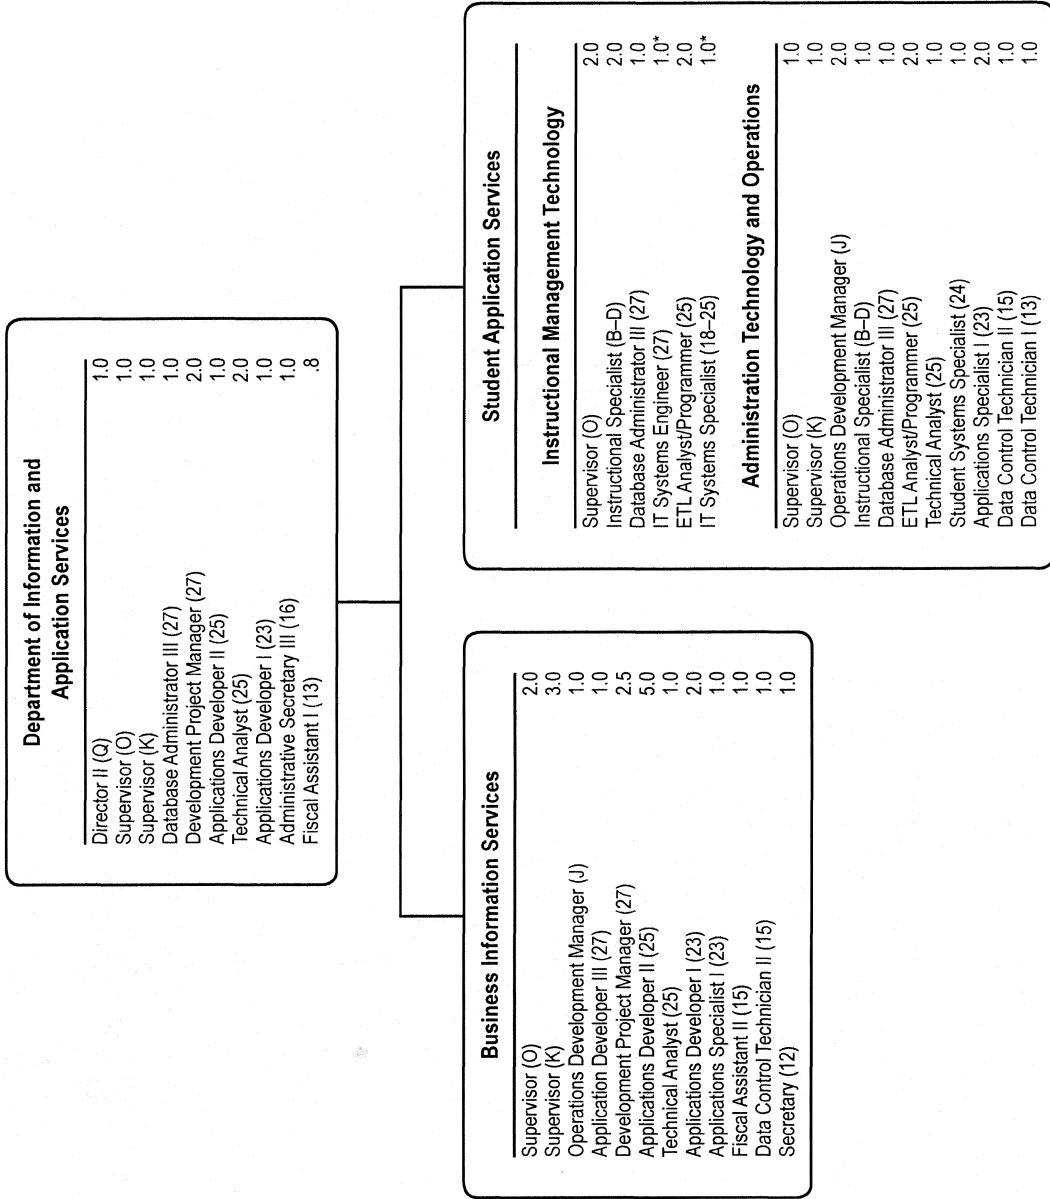 Department of Information and
Application Services
Director II (Q) 1.0
Supervisor (O) 1.0
Supervisor (K) 1.0
Database Administrator III (27) 1.0
Development Project Manager (27) 2.0
Applications Developer II (25) 1.0
Technical Analyst (25) 2.0
Applications Developer I (23) 1.0
Administrative Secretary III (16) 1.0
Fiscal Assistant I (13) .8
Business Information Services
Supervisor (O) 2.0
Supervisor (K) 3.0
Operations Development Manager (J) 1.0
Application Developer III (27) 1.0
Development Project Manager (27) 2.5
Applications Developer II (25) 5.0
Technical Analyst (25) 1.0
Applications Developer I (23) 2.0
Applications Specialist I (23) 1.0
Fiscal Assistant II (15) 1.0
Data Control Technician II (15) 1.0
Secretary (12) 1.0
Student Application Services
Instructional Management Technology
Supervisor (O) 2.0
Instructional Specialist (B–D) 2.0
Database Administrator III (27) 1.0
IT Systems Engineer (27) 1.0*
ETL Analyst/Programmer (25) 2.0
IT Systems Specialist (18–25) 1.0*
Administration Technology and Operations
Supervisor (O) 1.0
Supervisor (K) 1.0
Operations Development Manager (J) 2.0
Instructional Specialist (B–D) 1.0
Database Administrator III (27) 1.0
ETL Analyst/Programmer (25) 2.0
Technical Analyst (25) 1.0
Student Systems Specialist (24) 1.0
Applications Specialist I (23) 2.0
Data Control Technician II (15) 1.0
Data Control Technician I (13) 1.0